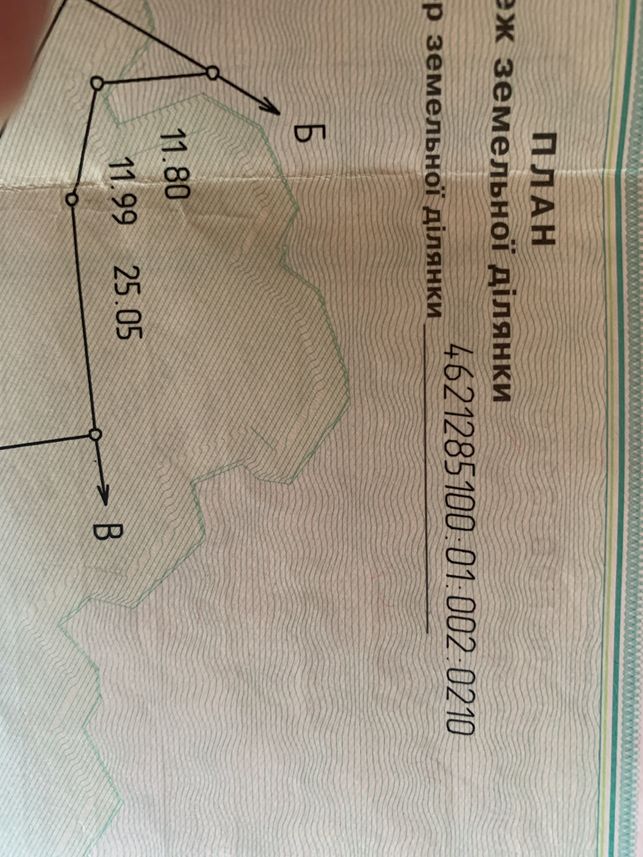 ПЛАН
еж земельної ділянки
р земельної ділянки 4621285100:01:002:0210
Б
11.80
11.99 25.05
В